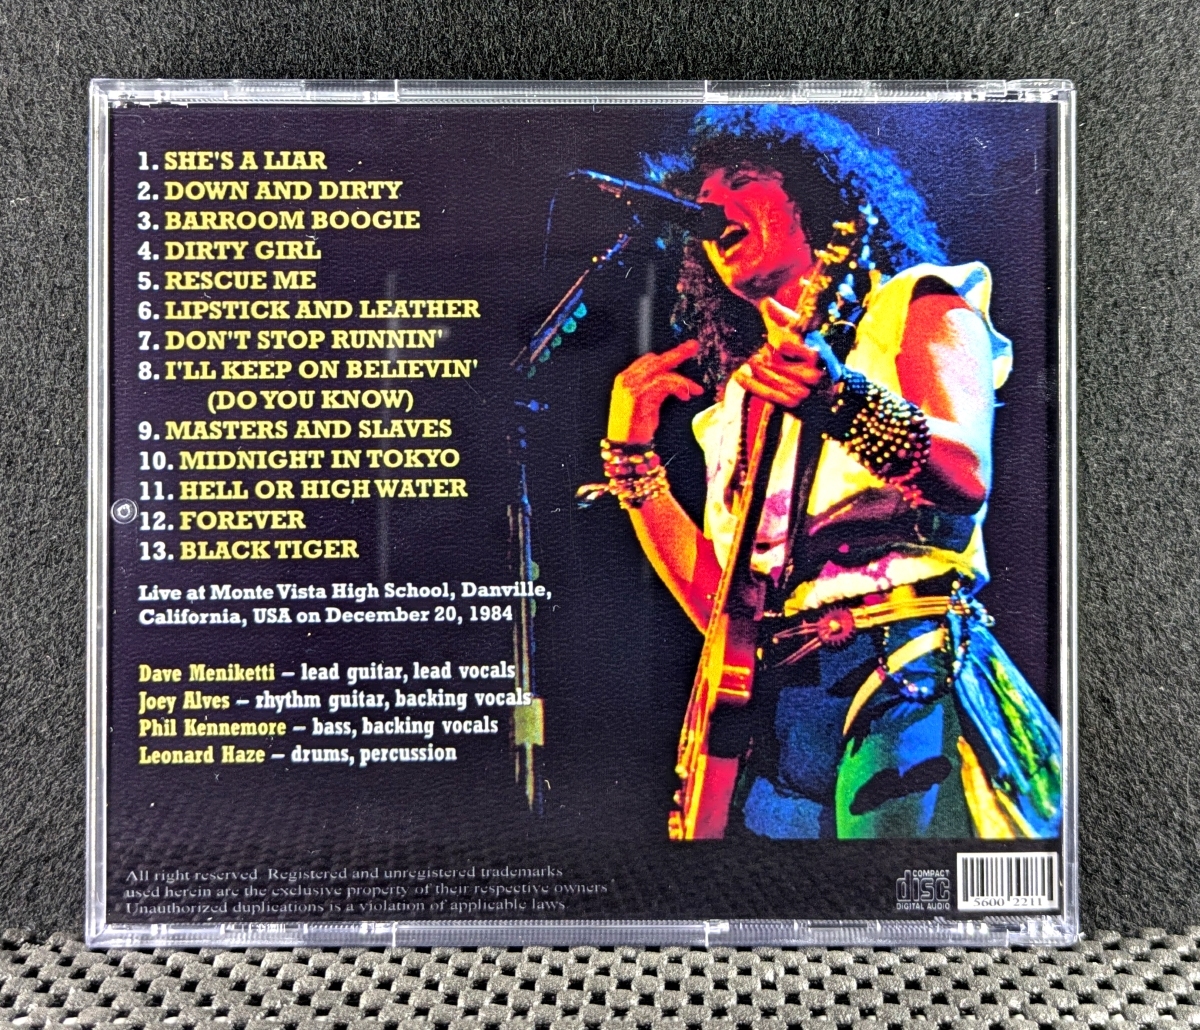 1. SHE'S A LIAR
2. DOWN AND DIRTY
3. BARROOM BOOGIE
4. DIRTY GIRL
5. RESCUE ME
6. LIPSTICK AND LEATHER
7. DON'T STOP RUNNIN'
8. I'LL KEEP ON BELIEVIN'
(DO YOU KNOW)
9. MASTERS AND SLAVES
10. MIDNIGHT IN TOKYO
11. HELL OR HIGH WATER
12. FOREVER
13. BLACK TIGER
Live at Monte Vista High School, Danville,
California, USA on December 20, 1984
Dave Meniketti – lead guitar, lead vocals
Joey Alves – rhythm guitar, backing vocals
Phil Kennemore – bass, backing vocals
Leonard Haze – drums, percussion
All right reserved. Registered and unregistered trademarks
used herein are the exclusive property of their respective owners
Unauthorized duplications is a violation of applicable laws.
COMPACT
disc
DIGITAL AUDIO
5600 2211